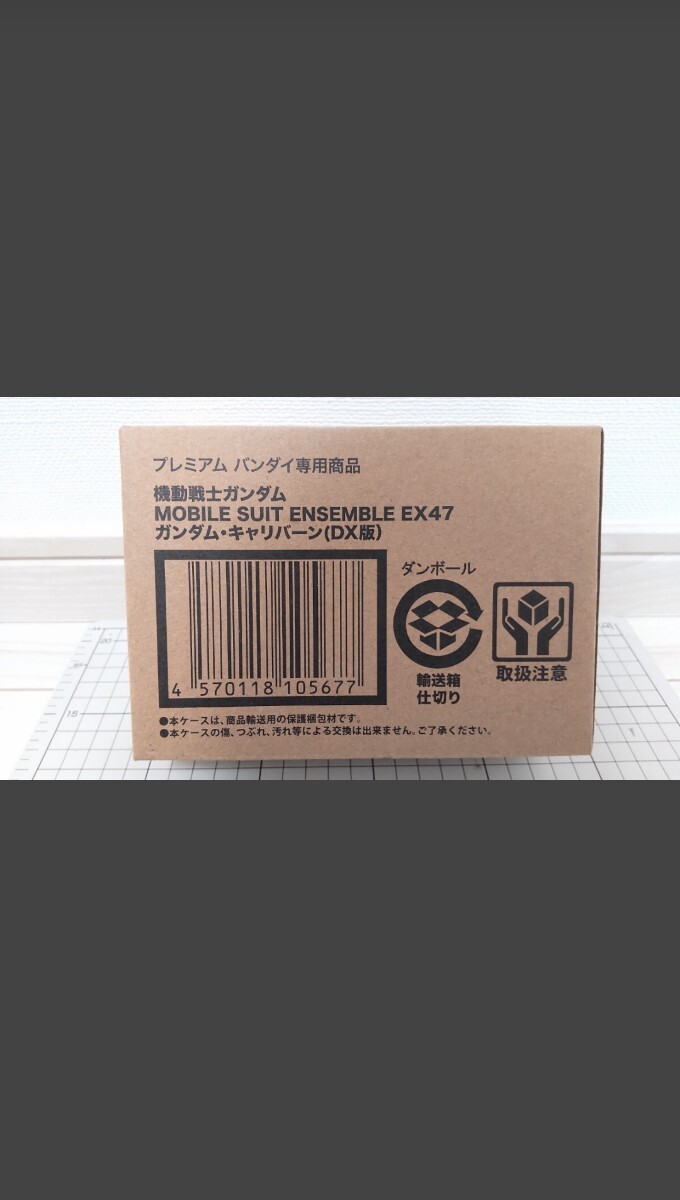 プレミアム バンダイ専用商品
機動戦士ガンダム
MOBILE SUIT ENSEMBLE EX47
ガンダム・キャリバーン(DX版)
4 570118 105677
ダンボール
輸送箱
仕切り
取扱注意
●本ケースは、商品輸送用の保護梱包材です。
●本ケースの傷、つぶれ、汚れ等による交換は出来ません。ご了承ください。
20
15
1